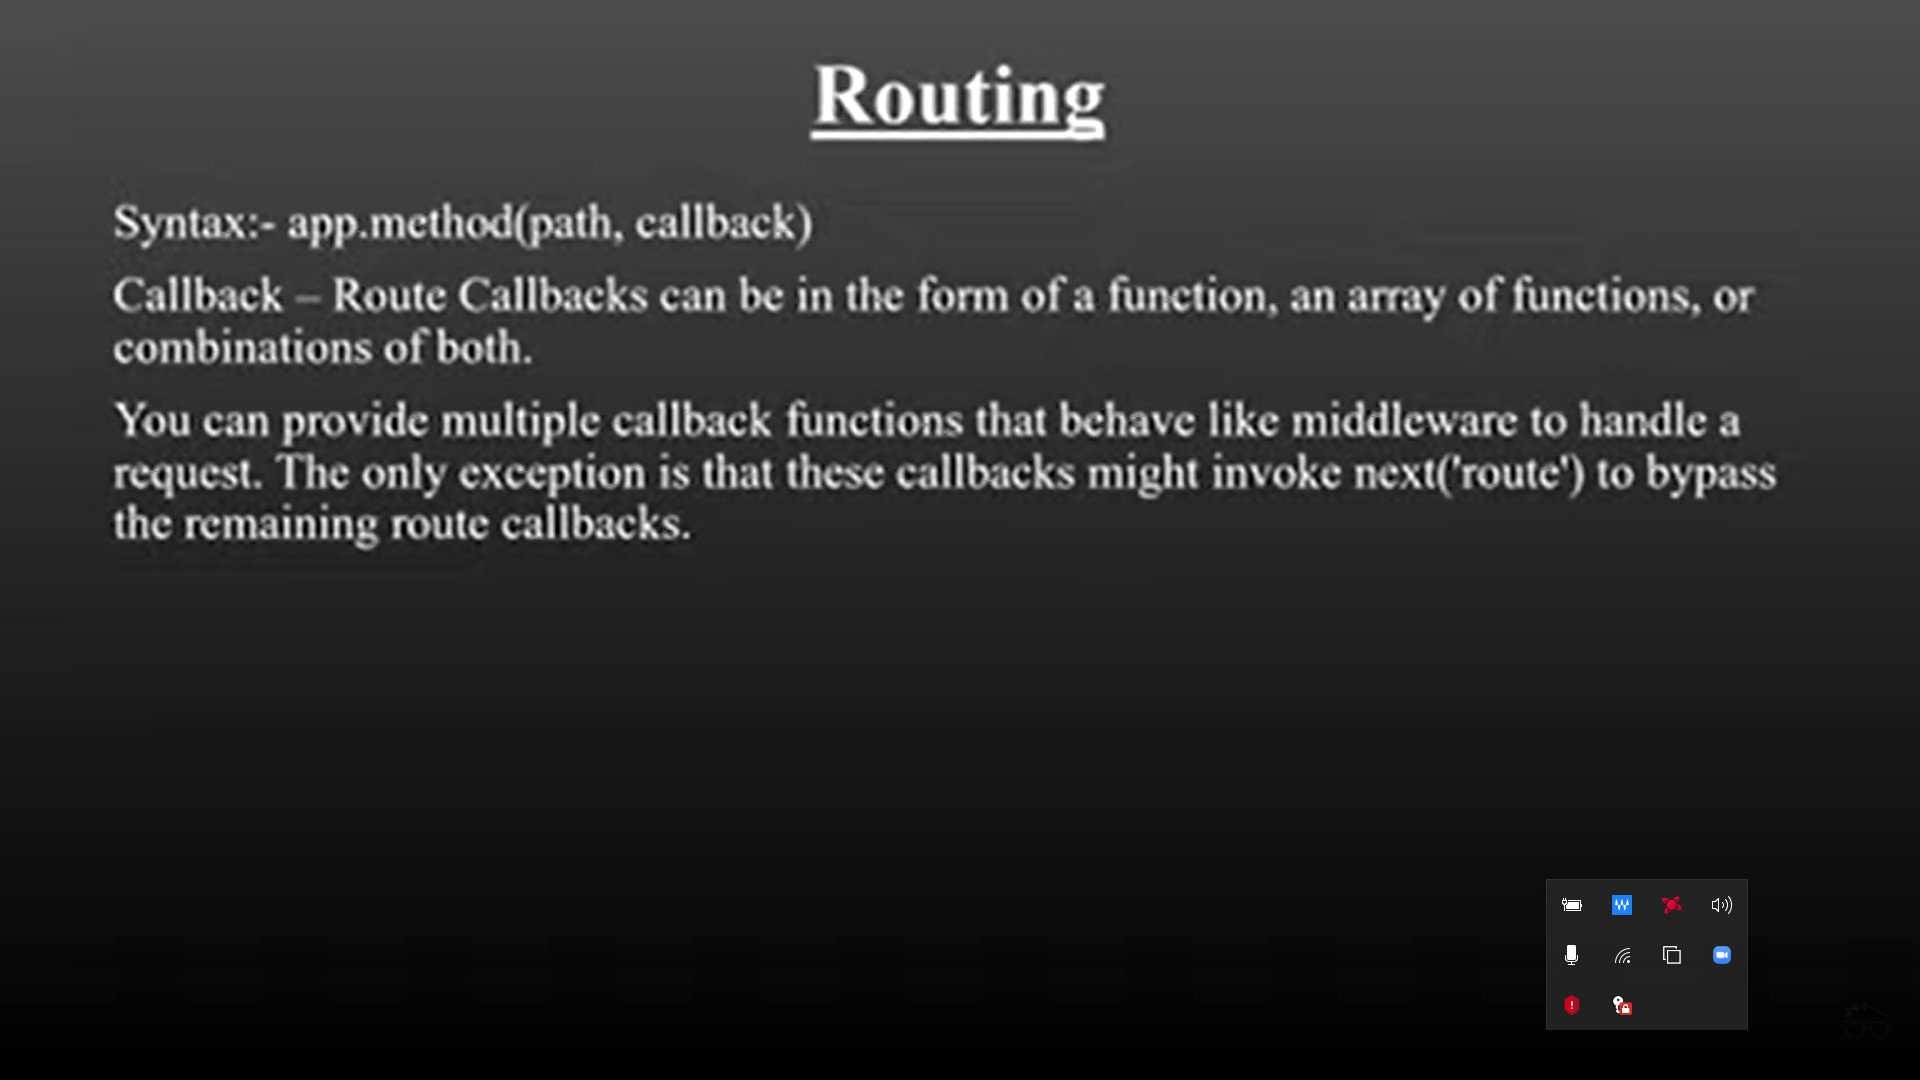 Routing
Syntax:- app.method(path, callback)
Callback – Route Callbacks can be in the form of a function, an array of functions, or
combinations of both.
You can provide multiple callback functions that behave like middleware to handle a
request. The only exception is that these callbacks might invoke next('route') to bypass
the remaining route callbacks.